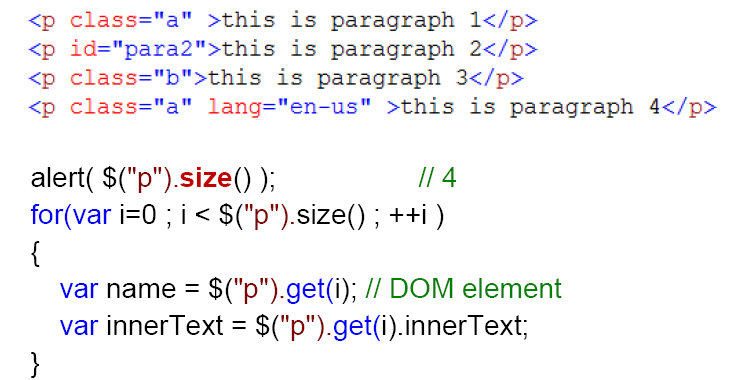 <p class="a" >this is paragraph 1</p>
<p id="para2">this is paragraph 2</p>
<p class="b">this is paragraph 3</p>
<p class="a" lang="en-us" >this is paragraph 4</p>
alert( $("p").size() ); // 4
for(var i=0 ; i < $("p").size() ; ++i )
{
var name = $("p").get(i); // DOM element
var innerText = $("p").get(i).innerText;
}